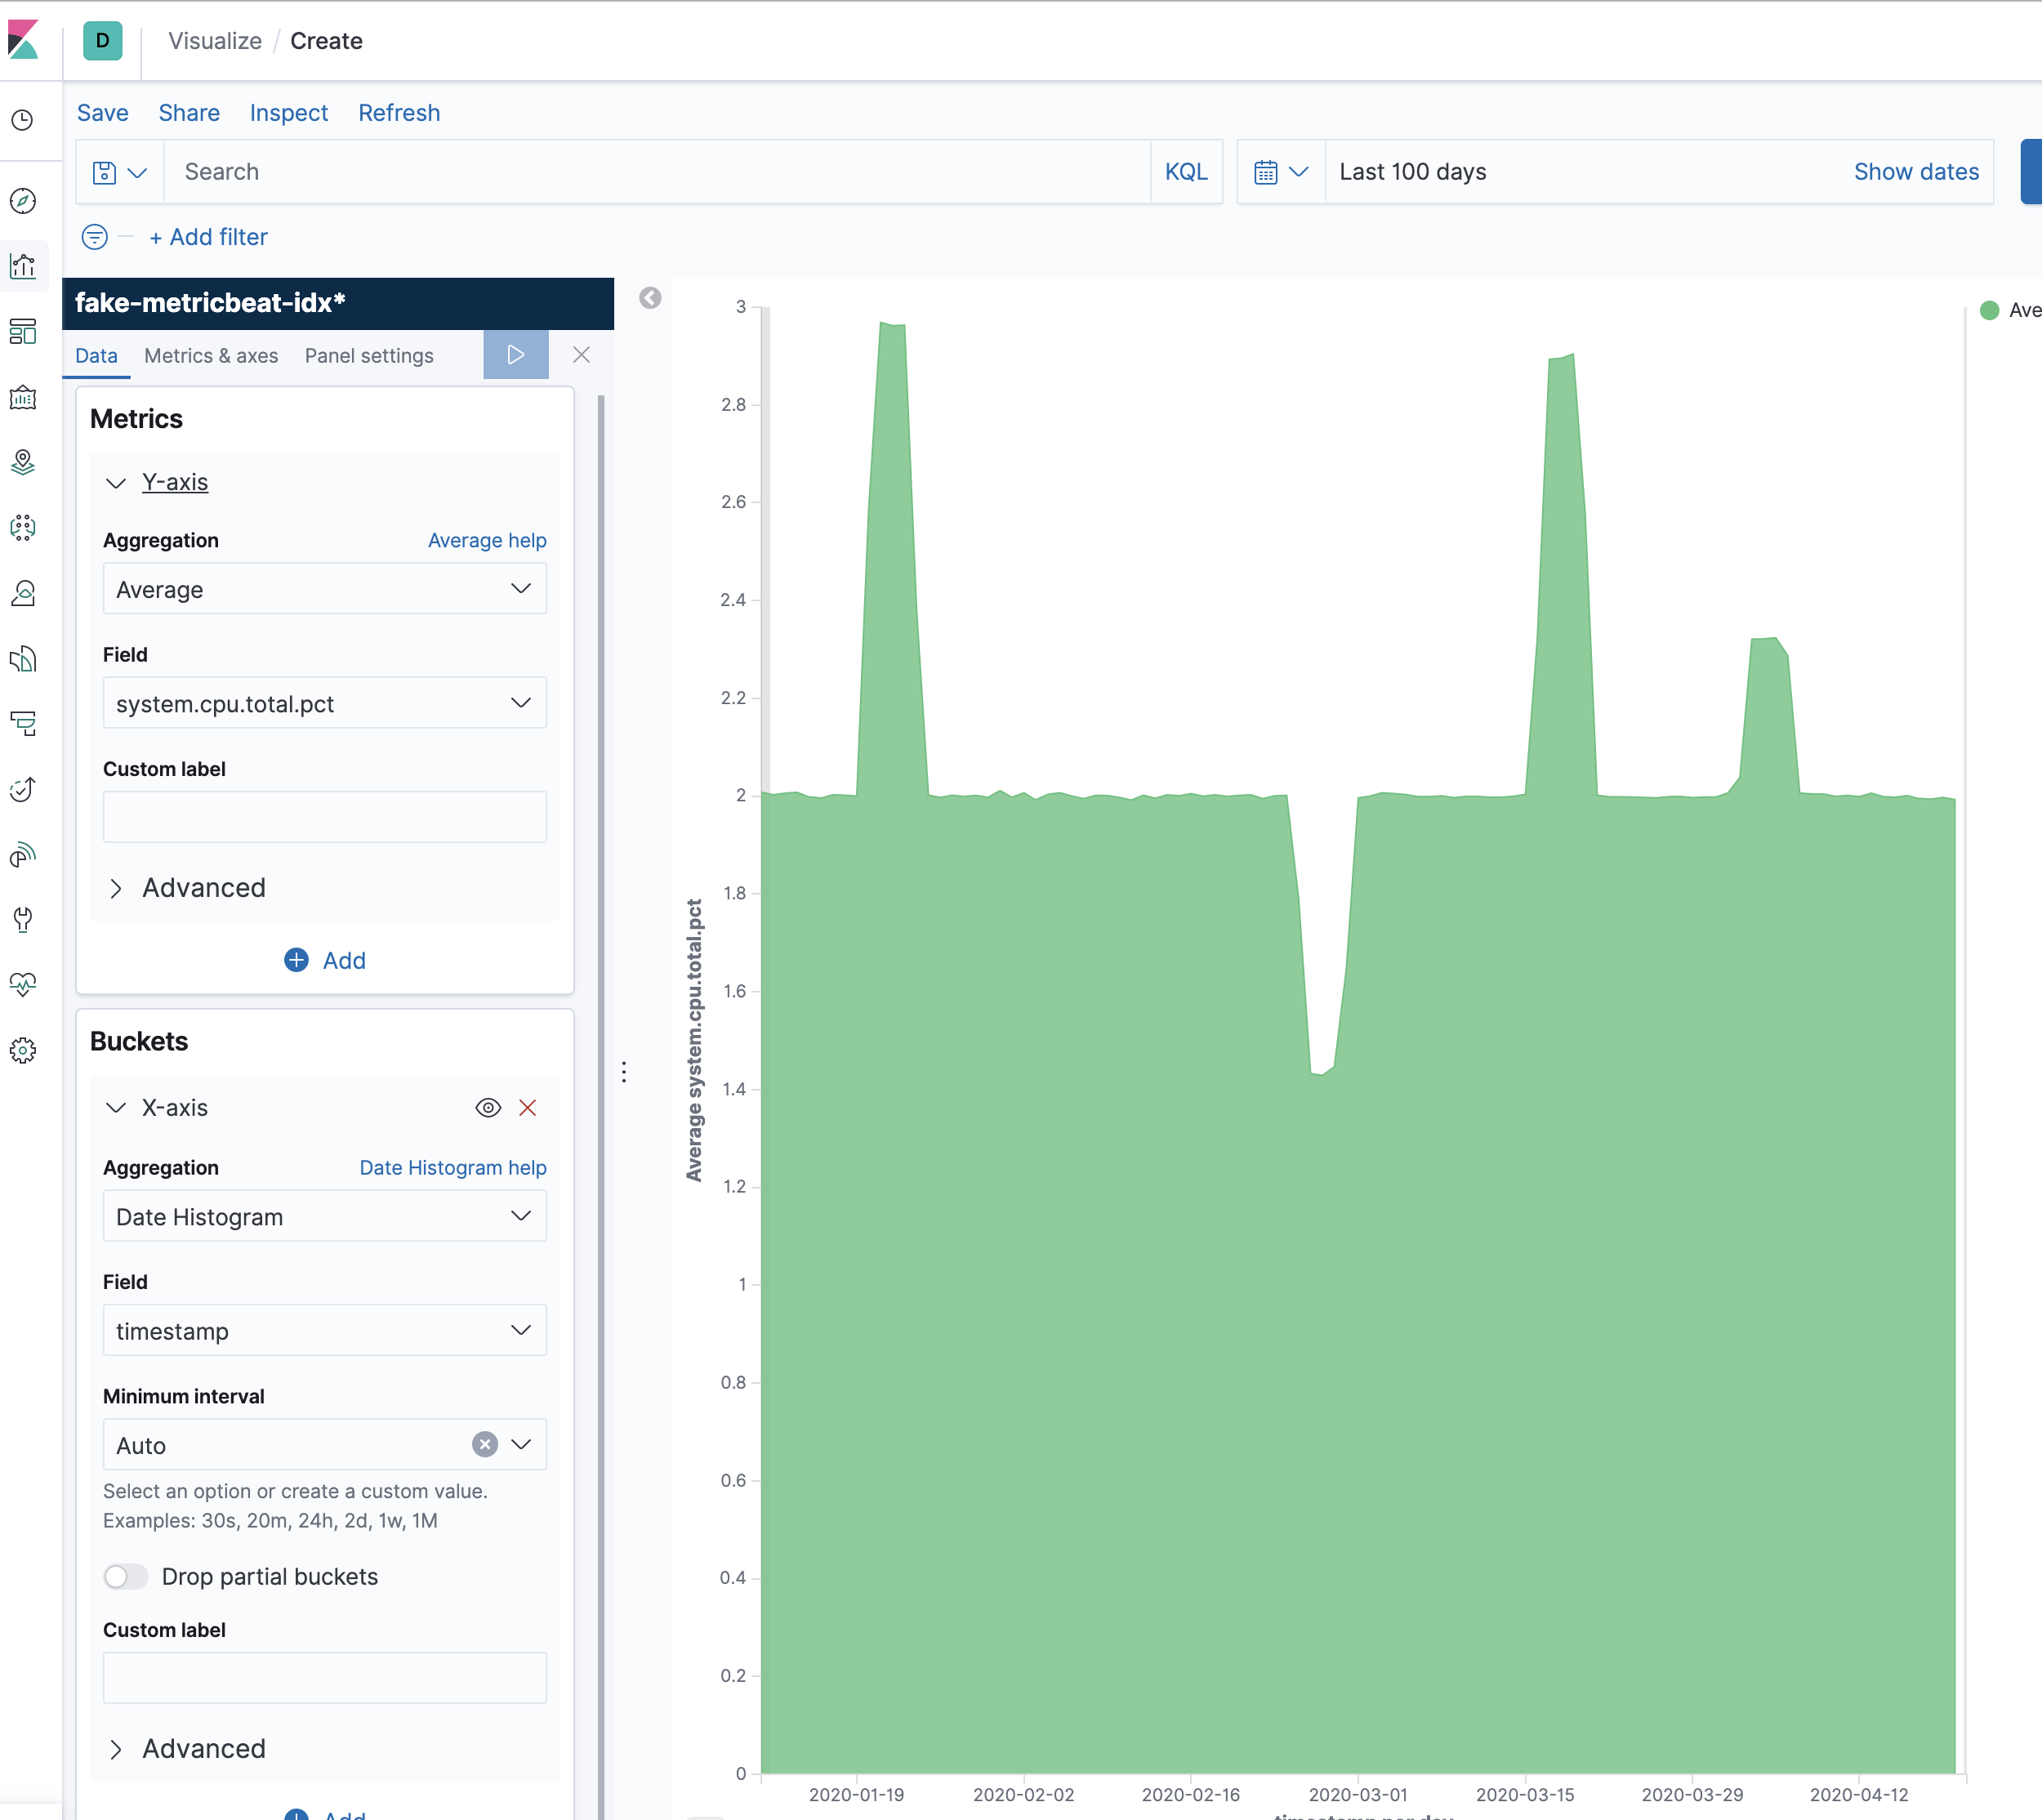 D
Visualize / Create
Save Share Inspect Refresh
Search KQL Last 100 days Show dates
+ Add filter
fake-metricbeat-idx*
Data Metrics & axes Panel settings
Metrics
Y-axis
Aggregation Average help
Average
Field
system.cpu.total.pct
Custom label
Advanced
Add
Buckets
X-axis
Aggregation Date Histogram help
Date Histogram
Field
timestamp
Minimum interval
Auto
Select an option or create a custom value.
Examples: 30s, 20m, 24h, 2d, 1w, 1M
Drop partial buckets
Custom label
Advanced
Add
Average system.cpu.total.pct
3
2.8
2.6
2.4
2.2
2
1.8
1.6
1.4
1.2
1
0.8
0.6
0.4
0.2
0
2020-01-19 2020-02-02 2020-02-16 2020-03-01 2020-03-15 2020-03-29 2020-04-12
timestamp per day
Ave